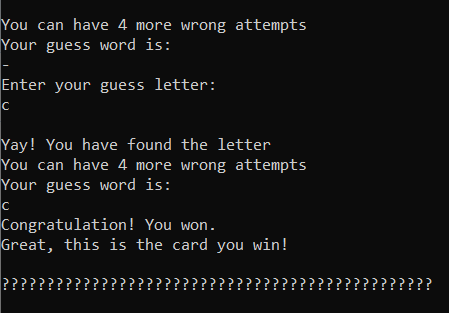 You can have 4 more wrong attempts
Your guess word is:
-
Enter your guess letter:
c
Yay! You have found the letter
You can have 4 more wrong attempts
Your guess word is:
c
Congratulation! You won.
Great, this is the card you win!
????????????????????????????????????????????????